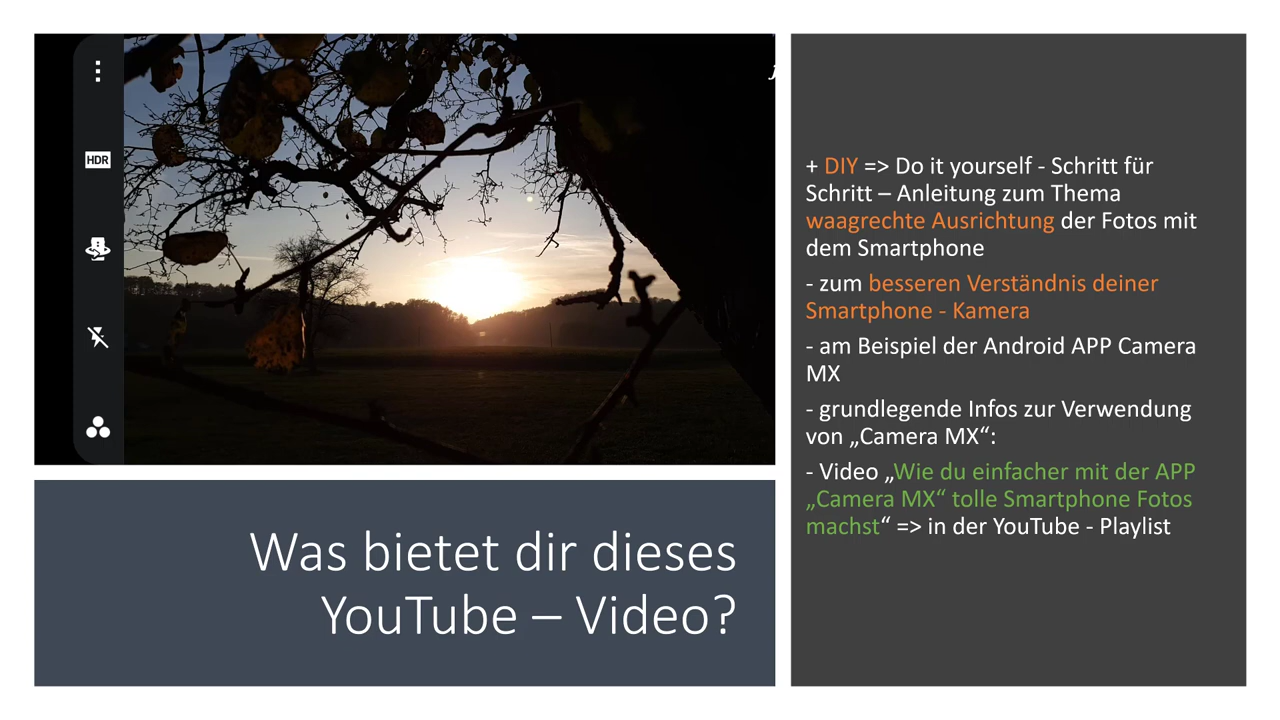 HDR
Was bietet dir dieses
YouTube – Video?
+ DIY => Do it yourself - Schritt für
Schritt – Anleitung zum Thema
waagrechte Ausrichtung der Fotos mit
dem Smartphone
- zum besseren Verständnis deiner
Smartphone - Kamera
- am Beispiel der Android APP Camera
MX
- grundlegende Infos zur Verwendung
von „Camera MX“:
- Video „Wie du einfacher mit der APP
„Camera MX“ tolle Smartphone Fotos
machst“ => in der YouTube - Playlist